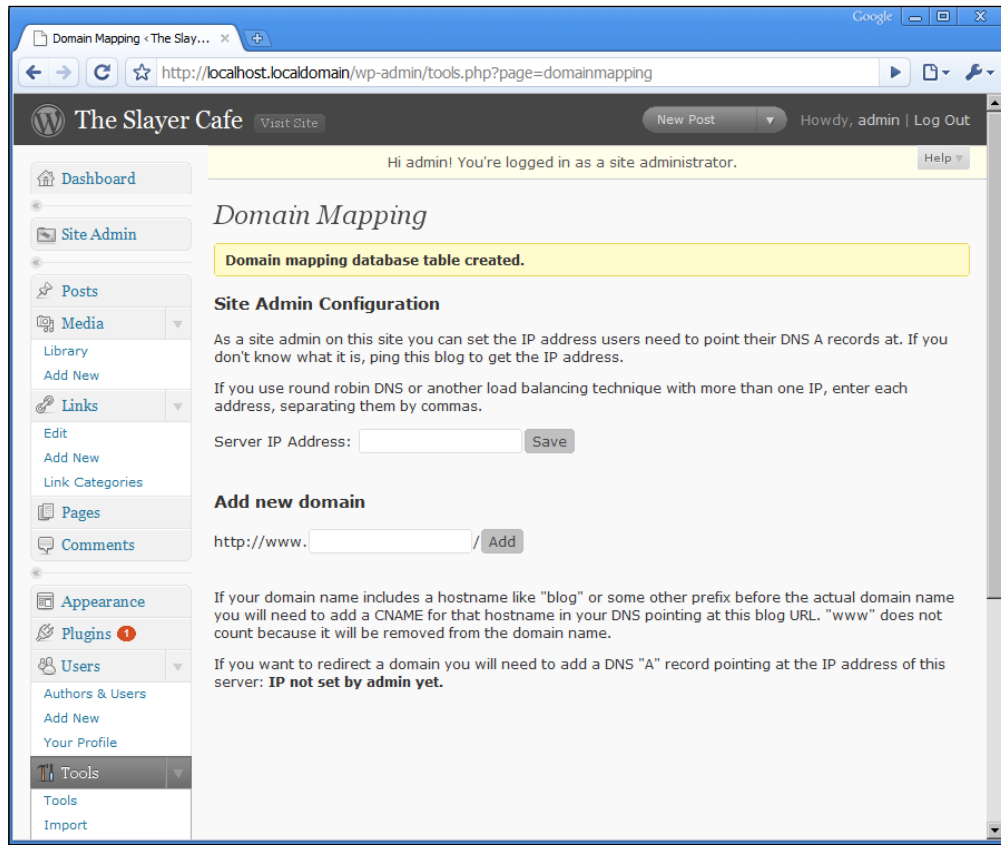 Google
Domain Mapping ‹ The Slay...
http://localhost.localdomain/wp-admin/tools.php?page=domainmapping
The Slayer Cafe Visit Site
New Post
Howdy, admin | Log Out
Hi admin! You're logged in as a site administrator.
Help
Dashboard
Site Admin
Posts
Media
Library
Add New
Links
Edit
Add New
Link Categories
Pages
Comments
Appearance
Plugins 1
Users
Authors & Users
Add New
Your Profile
Tools
Tools
Import
Domain Mapping
Domain mapping database table created.
Site Admin Configuration
As a site admin on this site you can set the IP address users need to point their DNS A records at. If you
don't know what it is, ping this blog to get the IP address.
If you use round robin DNS or another load balancing technique with more than one IP, enter each
address, separating them by commas.
Server IP Address: Save
Add new domain
http://www. / Add
If your domain name includes a hostname like "blog" or some other prefix before the actual domain name
you will need to add a CNAME for that hostname in your DNS pointing at this blog URL. "www" does not
count because it will be removed from the domain name.
If you want to redirect a domain you will need to add a DNS "A" record pointing at the IP address of this
server: IP not set by admin yet.